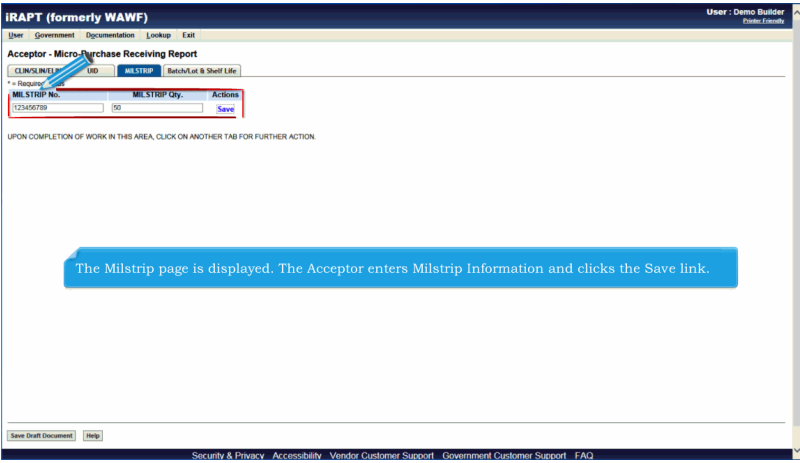 iRAPT (formerly WAWF)
User : Demo Builder
Printer Friendly
User Government Documentation Lookup Exit
Acceptor - Micro-Purchase Receiving Report
CLIN/SLIN/ELIN UID MILSTRIP Batch/Lot & Shelf Life
MILSTRIP No. MILSTRIP Qty. Actions
123456789 50 Save
UPON COMPLETION OF WORK IN THIS AREA, CLICK ON ANOTHER TAB FOR FURTHER ACTION.
The Milstrip page is displayed. The Acceptor enters Milstrip Information and clicks the Save link.
Save Draft Document Help
Security & Privacy Accessibility Vendor Customer Support Government Customer Support FAQ